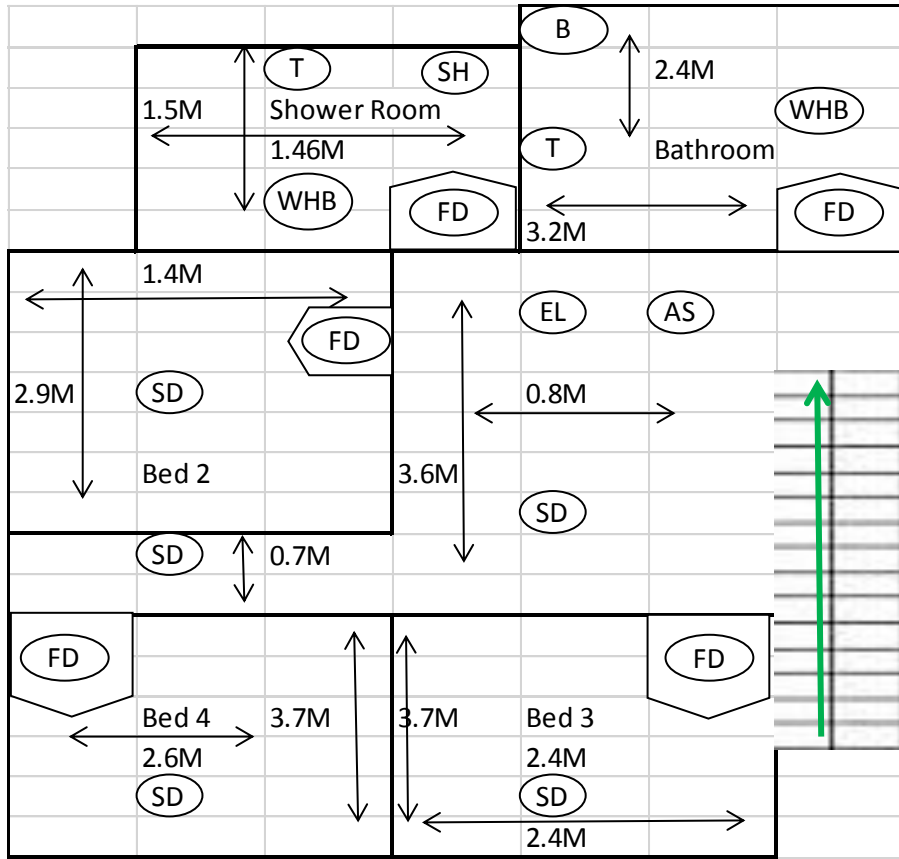 B
T
SH
2.4M
1.5M
Shower Room
WHB
1.46M
T
Bathroom
WHB
FD
FD
3.2M
1.4M
EL
AS
FD
2.9M
SD
0.8M
Bed 2
3.6M
SD
SD
0.7M
FD
FD
Bed 4
3.7M
3.7M
Bed 3
2.6M
2.4M
SD
SD
2.4M